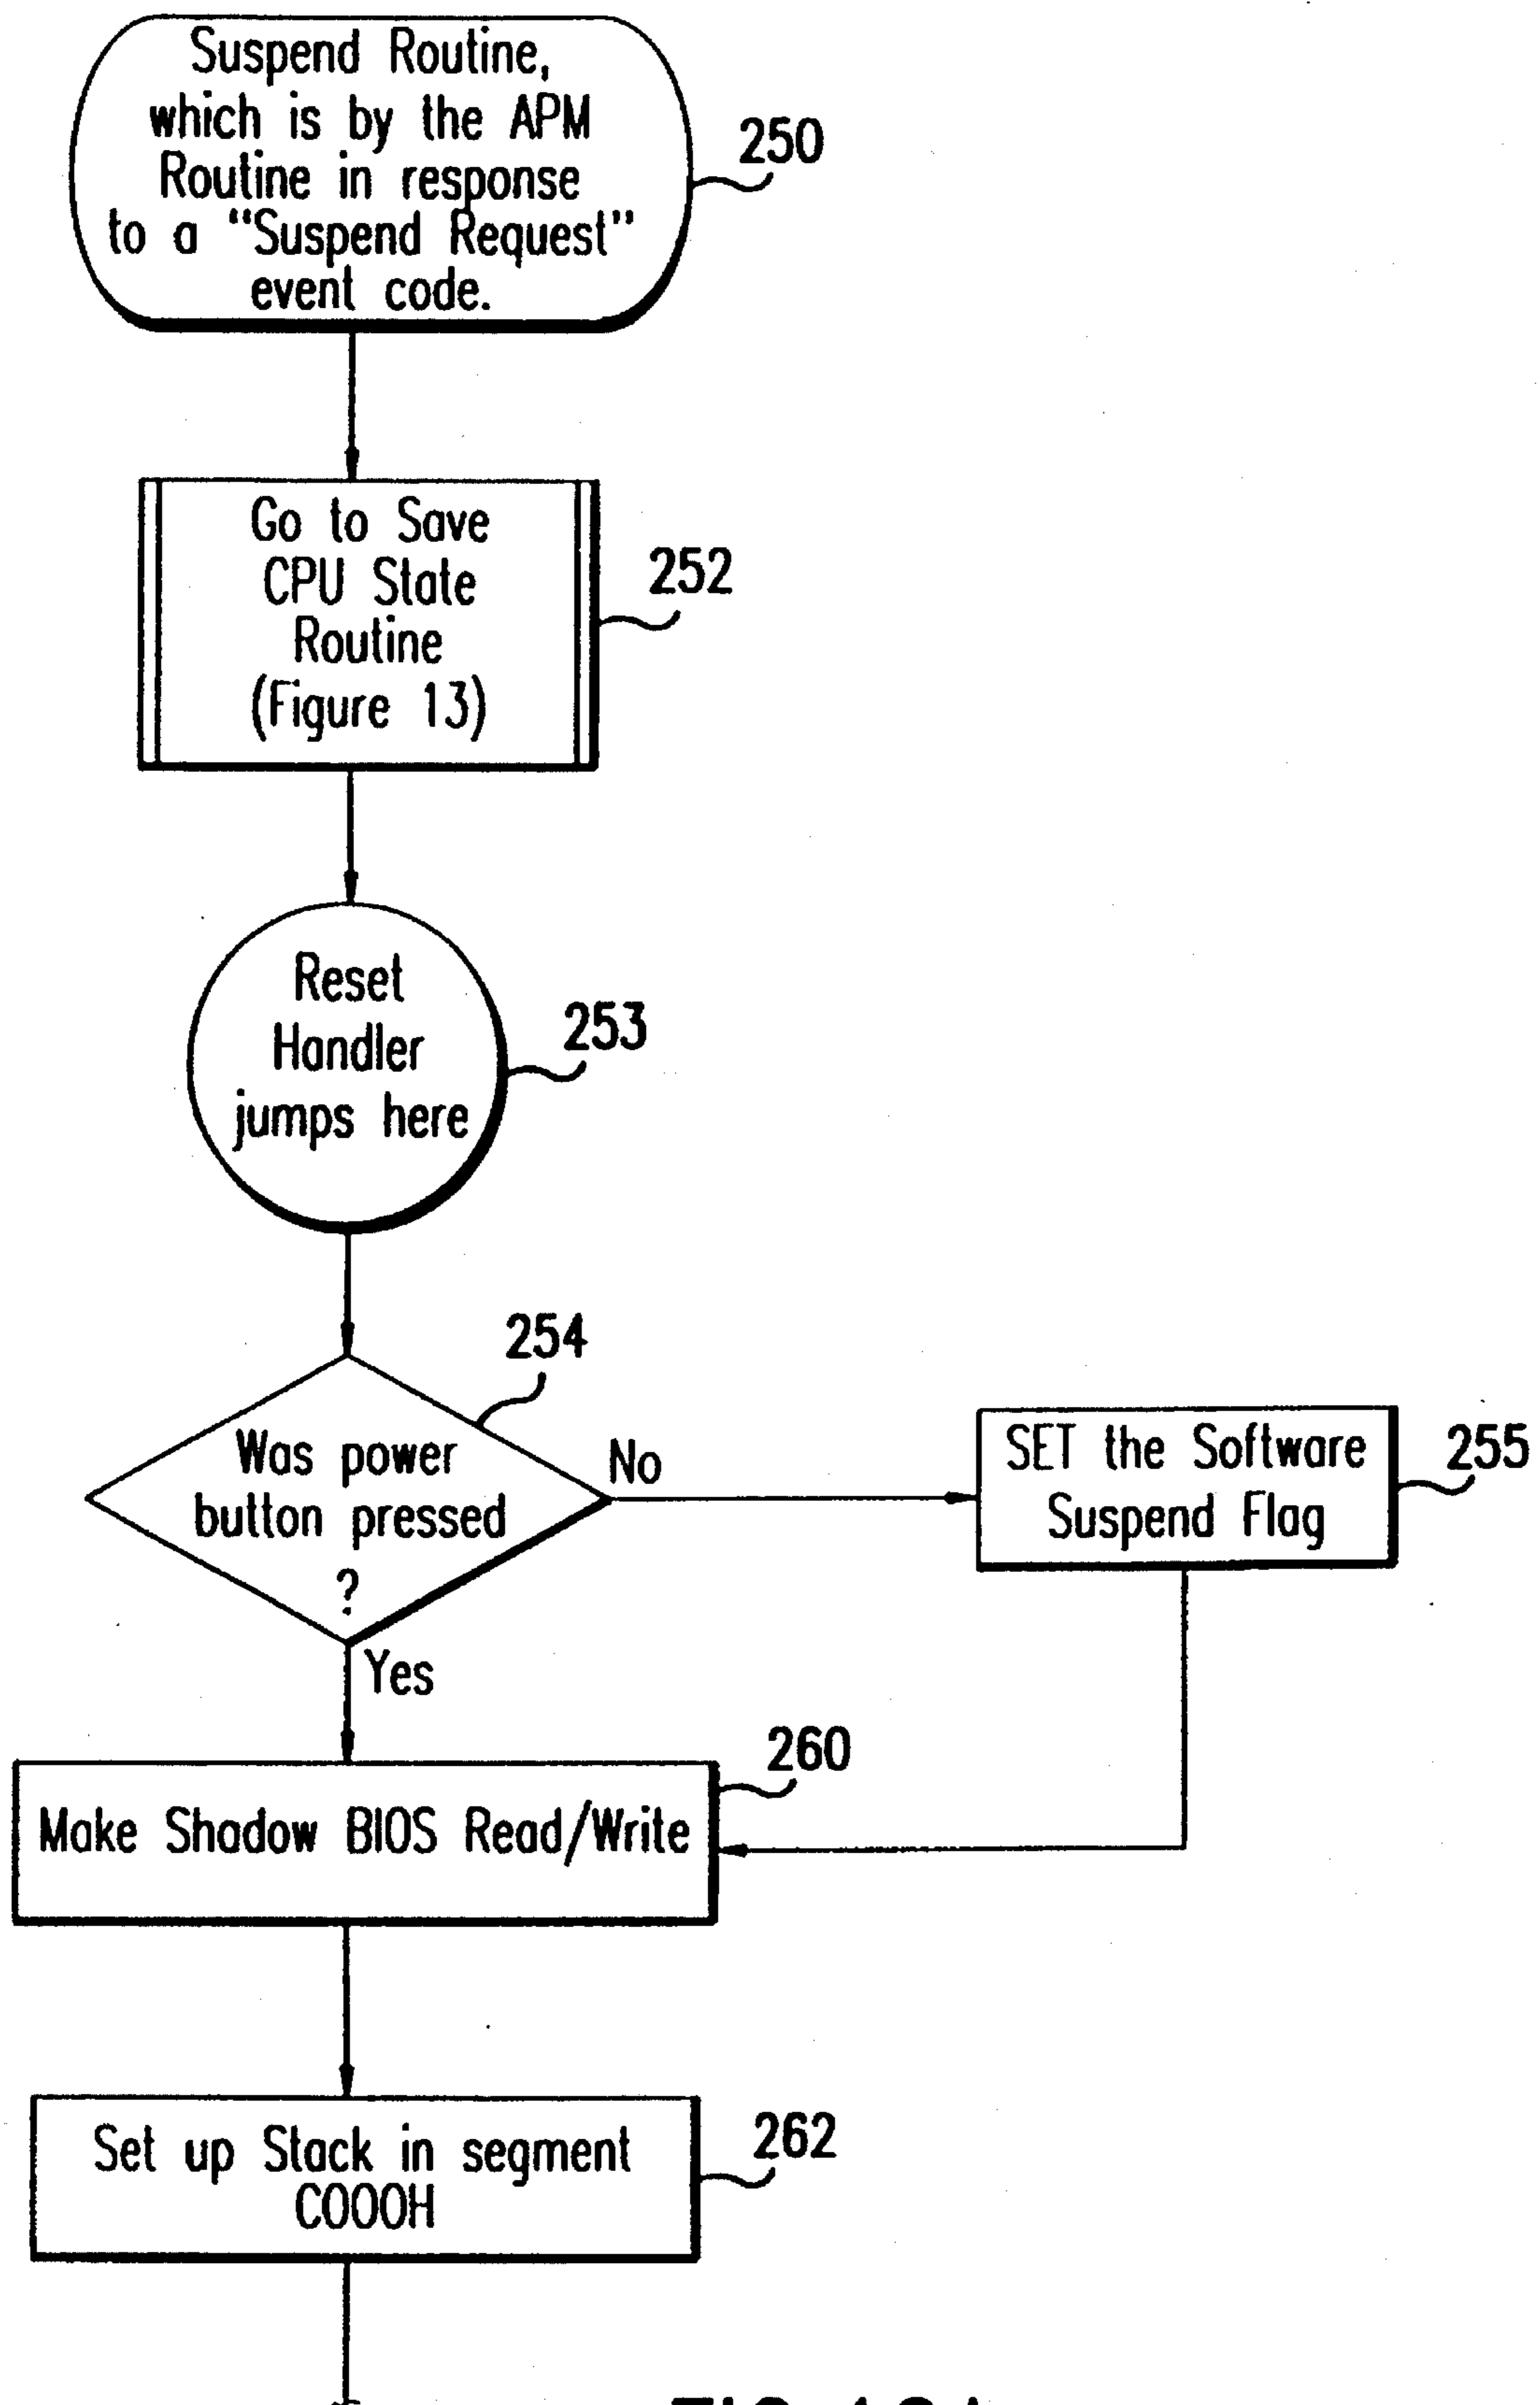 Suspend Routine,
which is by the APM
Routine in response
to a "Suspend Request"
event code.
250
Go to Save
CPU State
Routine
(Figure 13)
252
Reset
Handler
jumps here
253
254
Was power
button pressed
?
No
SET the Software
Suspend Flag
255
Yes
260
Make Shadow BIOS Read/Write
Set up Stack in segment
C000H
262